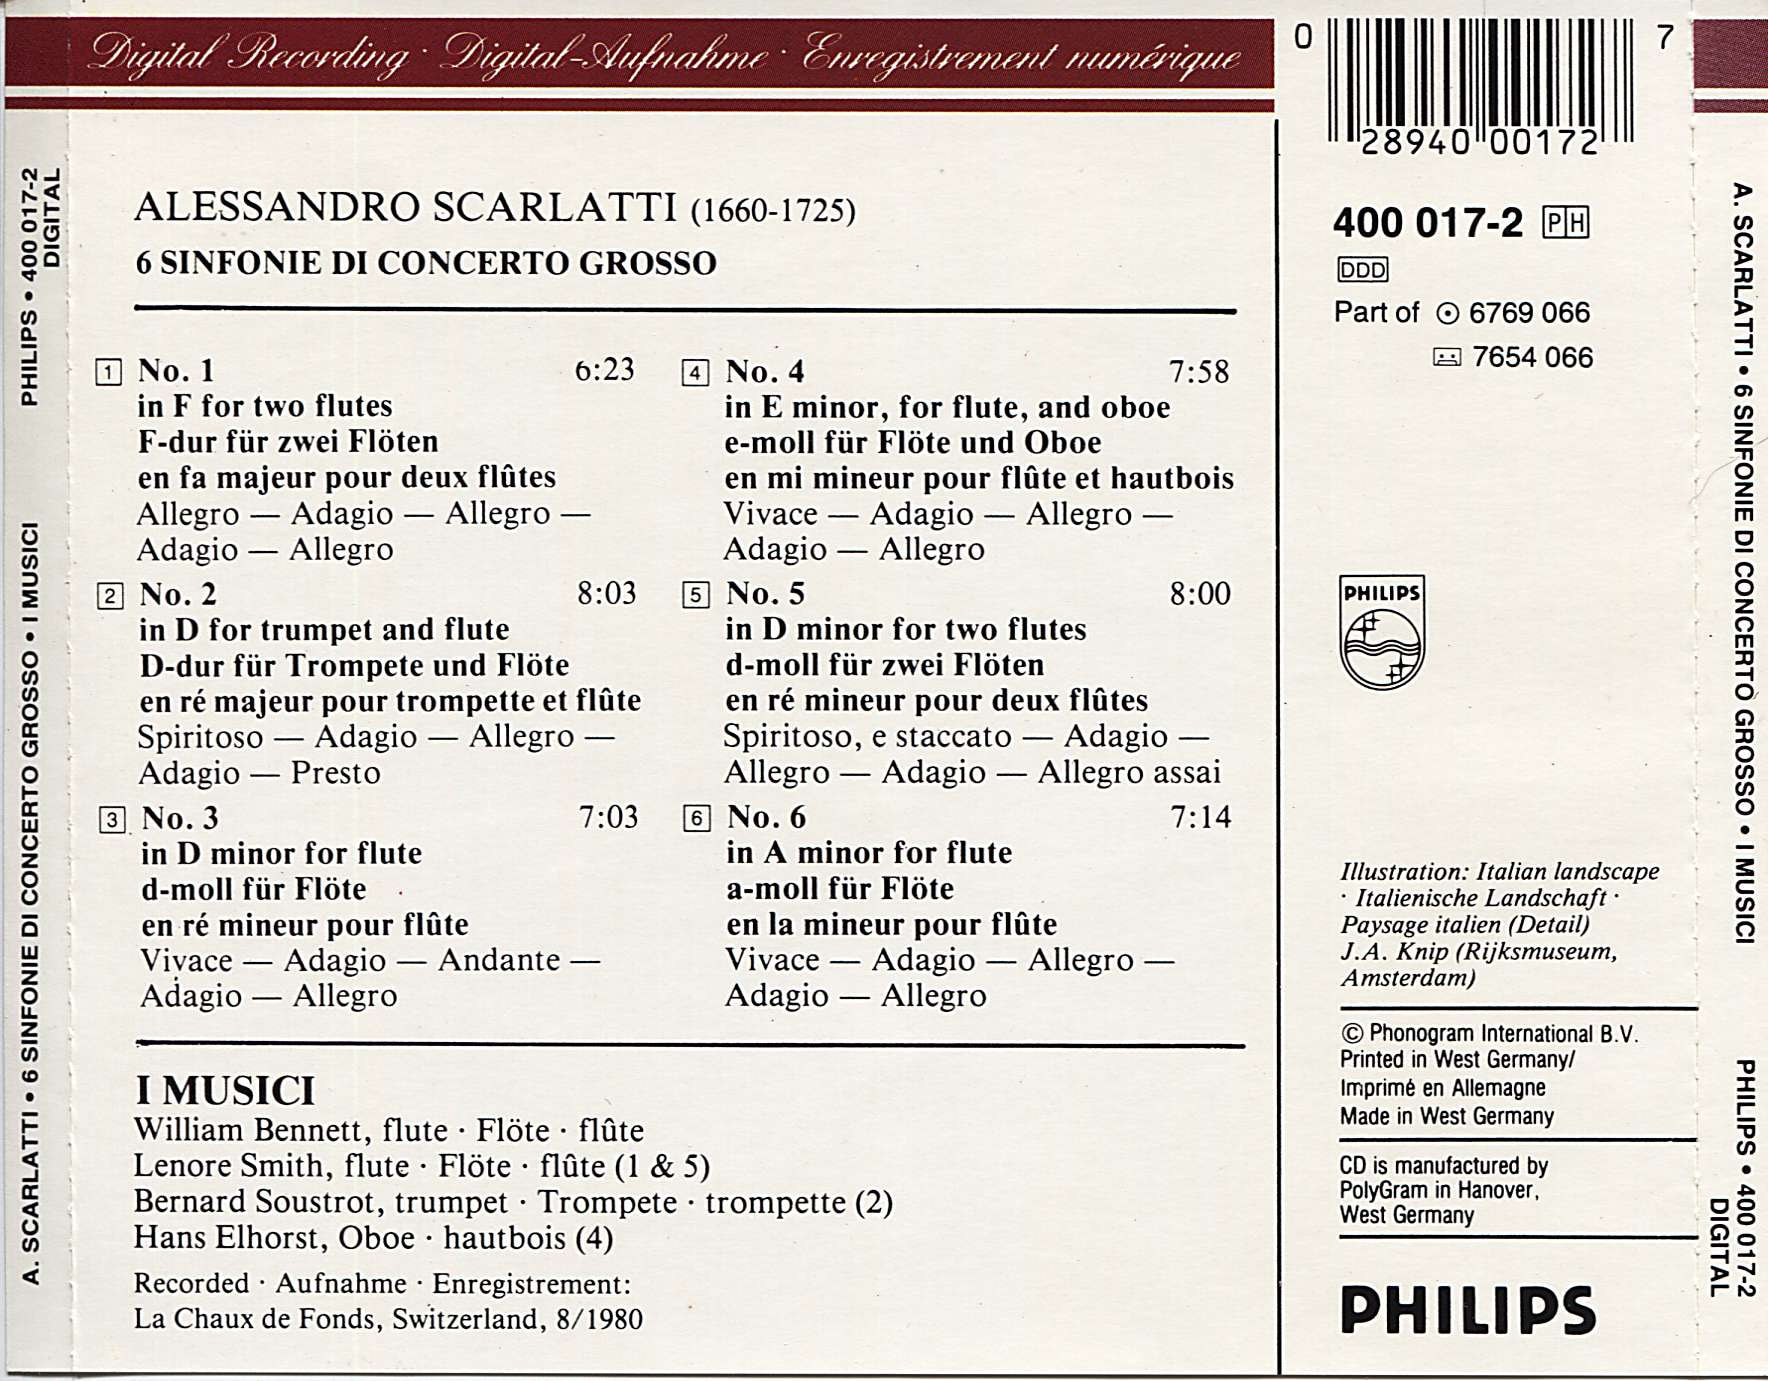 Digital Recording · Digital-Aufnahme · Enregistrement numérique
ALESSANDRO SCARLATTI (1660-1725)
6 SINFONIE DI CONCERTO GROSSO
1 No. 1 6:23
in F for two flutes
F-dur für zwei Flöten
en fa majeur pour deux flûtes
Allegro — Adagio — Allegro —
Adagio — Allegro
2 No. 2 8:03
in D for trumpet and flute
D-dur für Trompete und Flöte
en ré majeur pour trompette et flûte
Spiritoso — Adagio — Allegro —
Adagio — Presto
3 No. 3 7:03
in D minor for flute
d-moll für Flöte
en ré mineur pour flûte
Vivace — Adagio — Andante —
Adagio — Allegro
4 No. 4 7:58
in E minor, for flute, and oboe
e-moll für Flöte und Oboe
en mi mineur pour flûte et hautbois
Vivace — Adagio — Allegro —
Adagio — Allegro
5 No. 5 8:00
in D minor for two flutes
d-moll für zwei Flöten
en ré mineur pour deux flûtes
Spiritoso, e staccato — Adagio —
Allegro — Adagio — Allegro assai
6 No. 6 7:14
in A minor for flute
a-moll für Flöte
en la mineur pour flûte
Vivace — Adagio — Allegro —
Adagio — Allegro
I MUSICI
William Bennett, flute · Flöte · flûte
Lenore Smith, flute · Flöte · flûte (1 & 5)
Bernard Soustrot, trumpet · Trompete · trompette (2)
Hans Elhorst, Oboe · hautbois (4)
Recorded · Aufnahme · Enregistrement:
La Chaux de Fonds, Switzerland, 8/1980
0 28940 00172 7
400 017-2 PH
DDD
Part of 6769 066
7654 066
PHILIPS
Illustration: Italian landscape
· Italienische Landschaft ·
Paysage italien (Detail)
J.A. Knip (Rijksmuseum,
Amsterdam)
© Phonogram International B.V.
Printed in West Germany/
Imprimé en Allemagne
Made in West Germany
CD is manufactured by
PolyGram in Hanover,
West Germany
PHILIPS
A. SCARLATTI • 6 SINFONIE DI CONCERTO GROSSO • I MUSICI PHILIPS • 400 017-2
DIGITAL
A. SCARLATTI • 6 SINFONIE DI CONCERTO GROSSO • I MUSICI PHILIPS • 400 017-2
DIGITAL